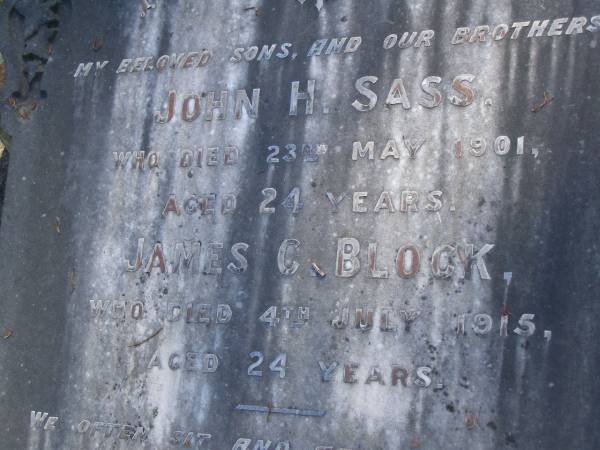 MY BELOVED SONS, AND OUR BROTHERS
JOHN H. SASS.
WHO DIED 23RD MAY 1901,
AGED 24 YEARS.
JAMES C. BLOCK,
WHO DIED 4TH JULY 1915,
AGED 24 YEARS.
WE OFTEN SIT AND